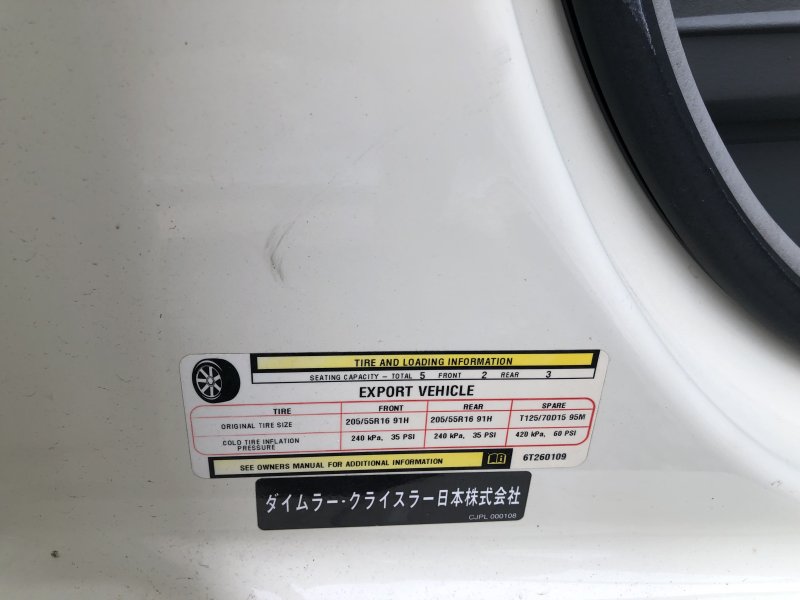 TIRE AND LOADING INFORMATION
SEATING CAPACITY – TOTAL 5 FRONT 2 REAR 3
EXPORT VEHICLE
TIRE FRONT REAR SPARE
ORIGINAL TIRE SIZE 205/55R16 91H 205/55R16 91H T125/70D15 95M
COLD TIRE INFLATION PRESSURE 240 kPa, 35 PSI 240 kPa, 35 PSI 420 kPa, 60 PSI
SEE OWNERS MANUAL FOR ADDITIONAL INFORMATION 6T260109
ダイムラー・クライスラー日本株式会社
CJPL 000108